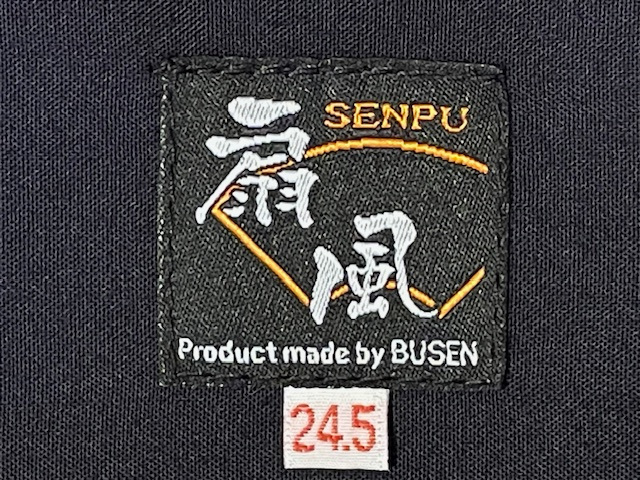 SENPU
扇風
Product made by BUSEN
24.5